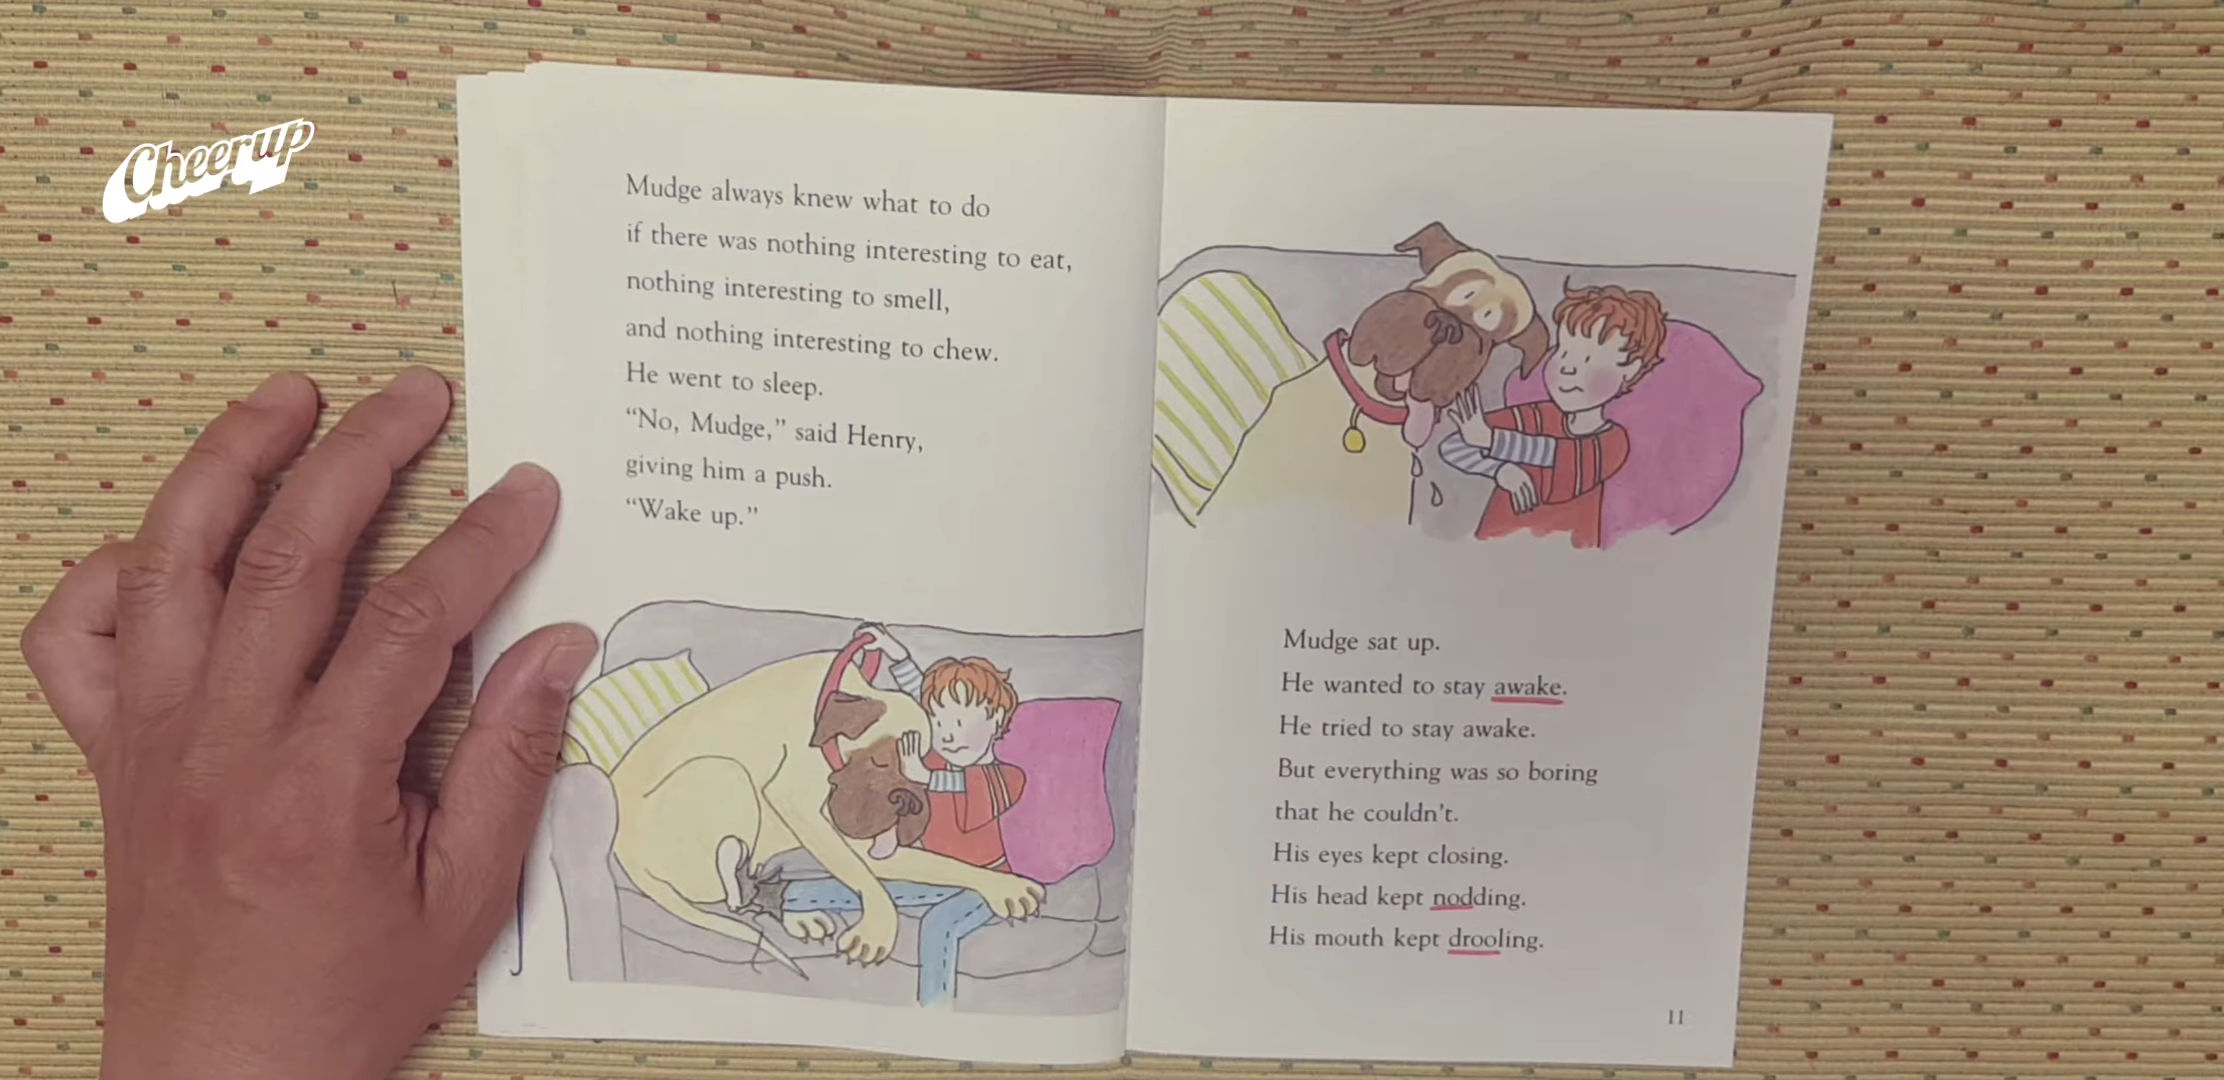 Cheerup
Mudge always knew what to do
if there was nothing interesting to eat,
nothing interesting to smell,
and nothing interesting to chew.
He went to sleep.
“No, Mudge,” said Henry,
giving him a push.
“Wake up.”
Mudge sat up.
He wanted to stay awake.
He tried to stay awake.
But everything was so boring
that he couldn't.
His eyes kept closing.
His head kept nodding.
His mouth kept drooling.
11